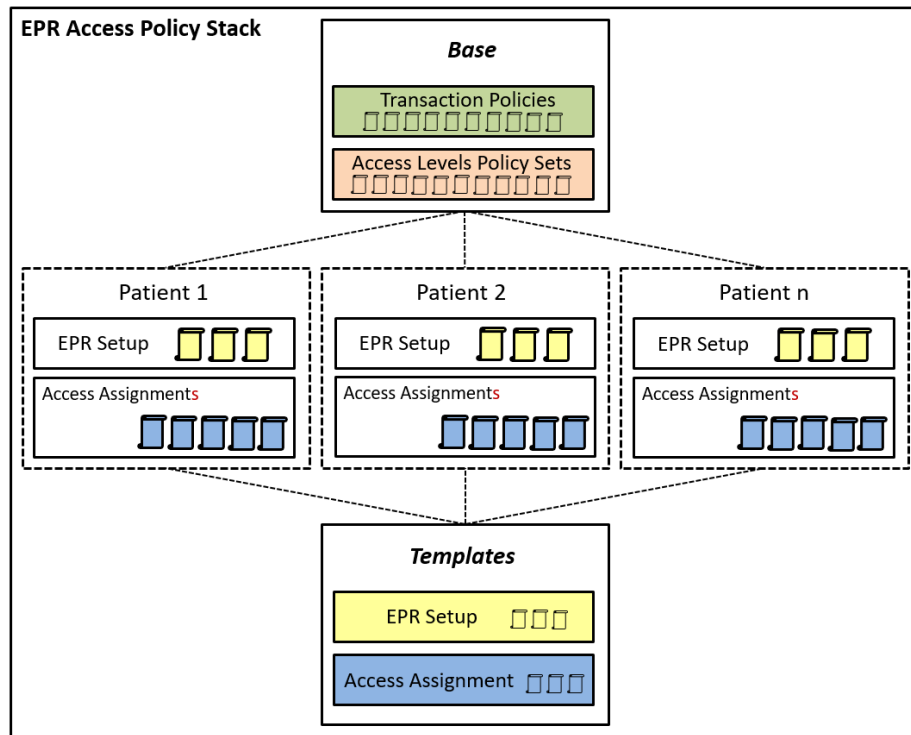 EPR Access Policy Stack
Base
Transaction Policies
Access Levels Policy Sets
Patient 1
EPR Setup
Access Assignments
Patient 2
EPR Setup
Access Assignments
Patient n
EPR Setup
Access Assignments
Templates
EPR Setup
Access Assignment